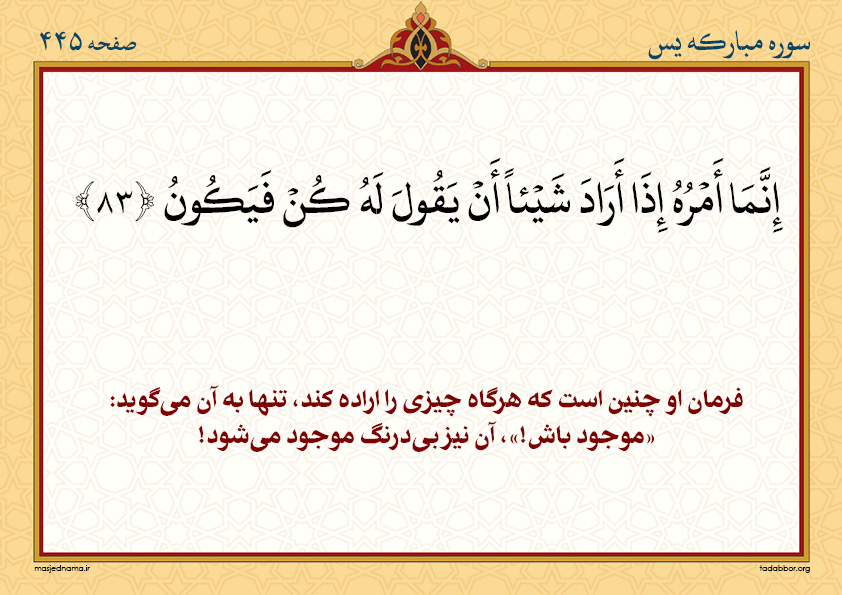 سوره مبارکه یس
صفحه ۴۴۵
إِنَّمَا أَمْرُهُ إِذَا أَرَادَ شَيْئاً أَنْ يَقُولَ لَهُ كُنْ فَيَكُونُ ﴿۸۳﴾
فرمان او چنین است که هرگاه چیزی را اراده کند، تنها به آن می‌گوید:
«موجود باش!»، آن نیز بی‌درنگ موجود می‌شود!
masjednama.ir
tadabbor.org